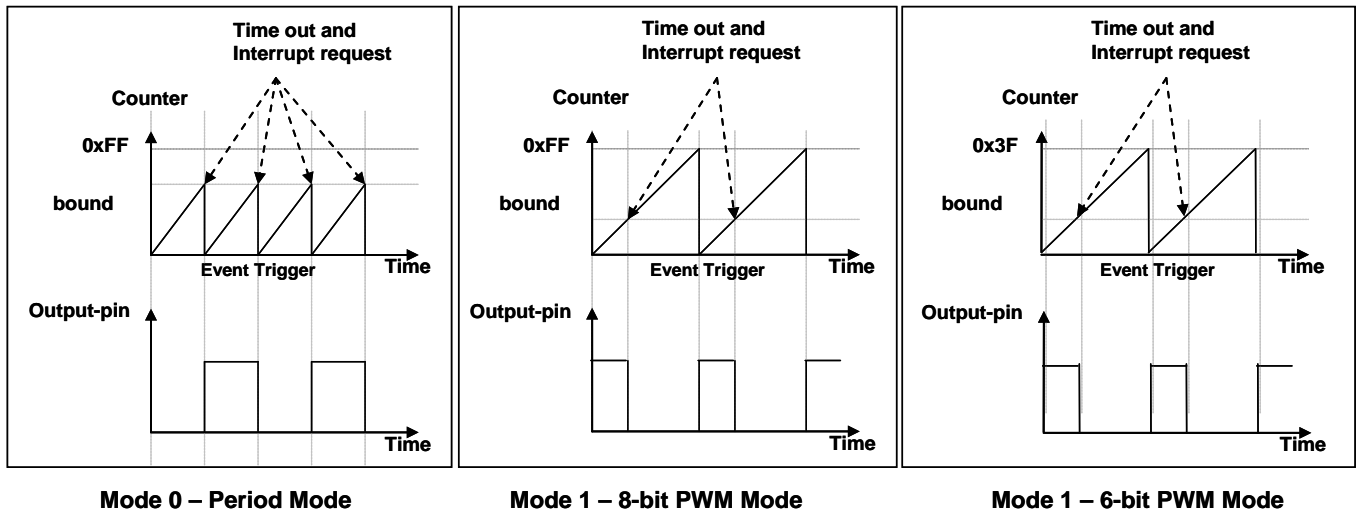 Time out and
Interrupt request
Counter
0xFF
bound
Event Trigger
Time
Output-pin
Time
Mode 0 – Period Mode
Time out and
Interrupt request
Counter
0xFF
bound
Event Trigger
Time
Output-pin
Time
Mode 1 – 8-bit PWM Mode
Time out and
Interrupt request
Counter
0x3F
bound
Event Trigger
Time
Output-pin
Time
Mode 1 – 6-bit PWM Mode